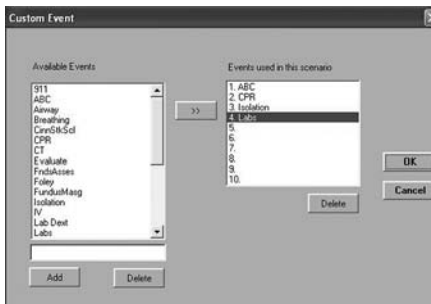 Custom Event
Available Events
911
ABC
Airway
Breathing
CinnStkScl
CPR
CT
Evaluate
FndsAsses
Foley
FundusMasg
Isolation
IV
Lab Dext
Labs
Add
Delete
>>
Events used in this scenario
1. ABC
2. CPR
3. Isolation
4. Labs
5.
6.
7.
8.
9.
10.
Delete
OK
Cancel